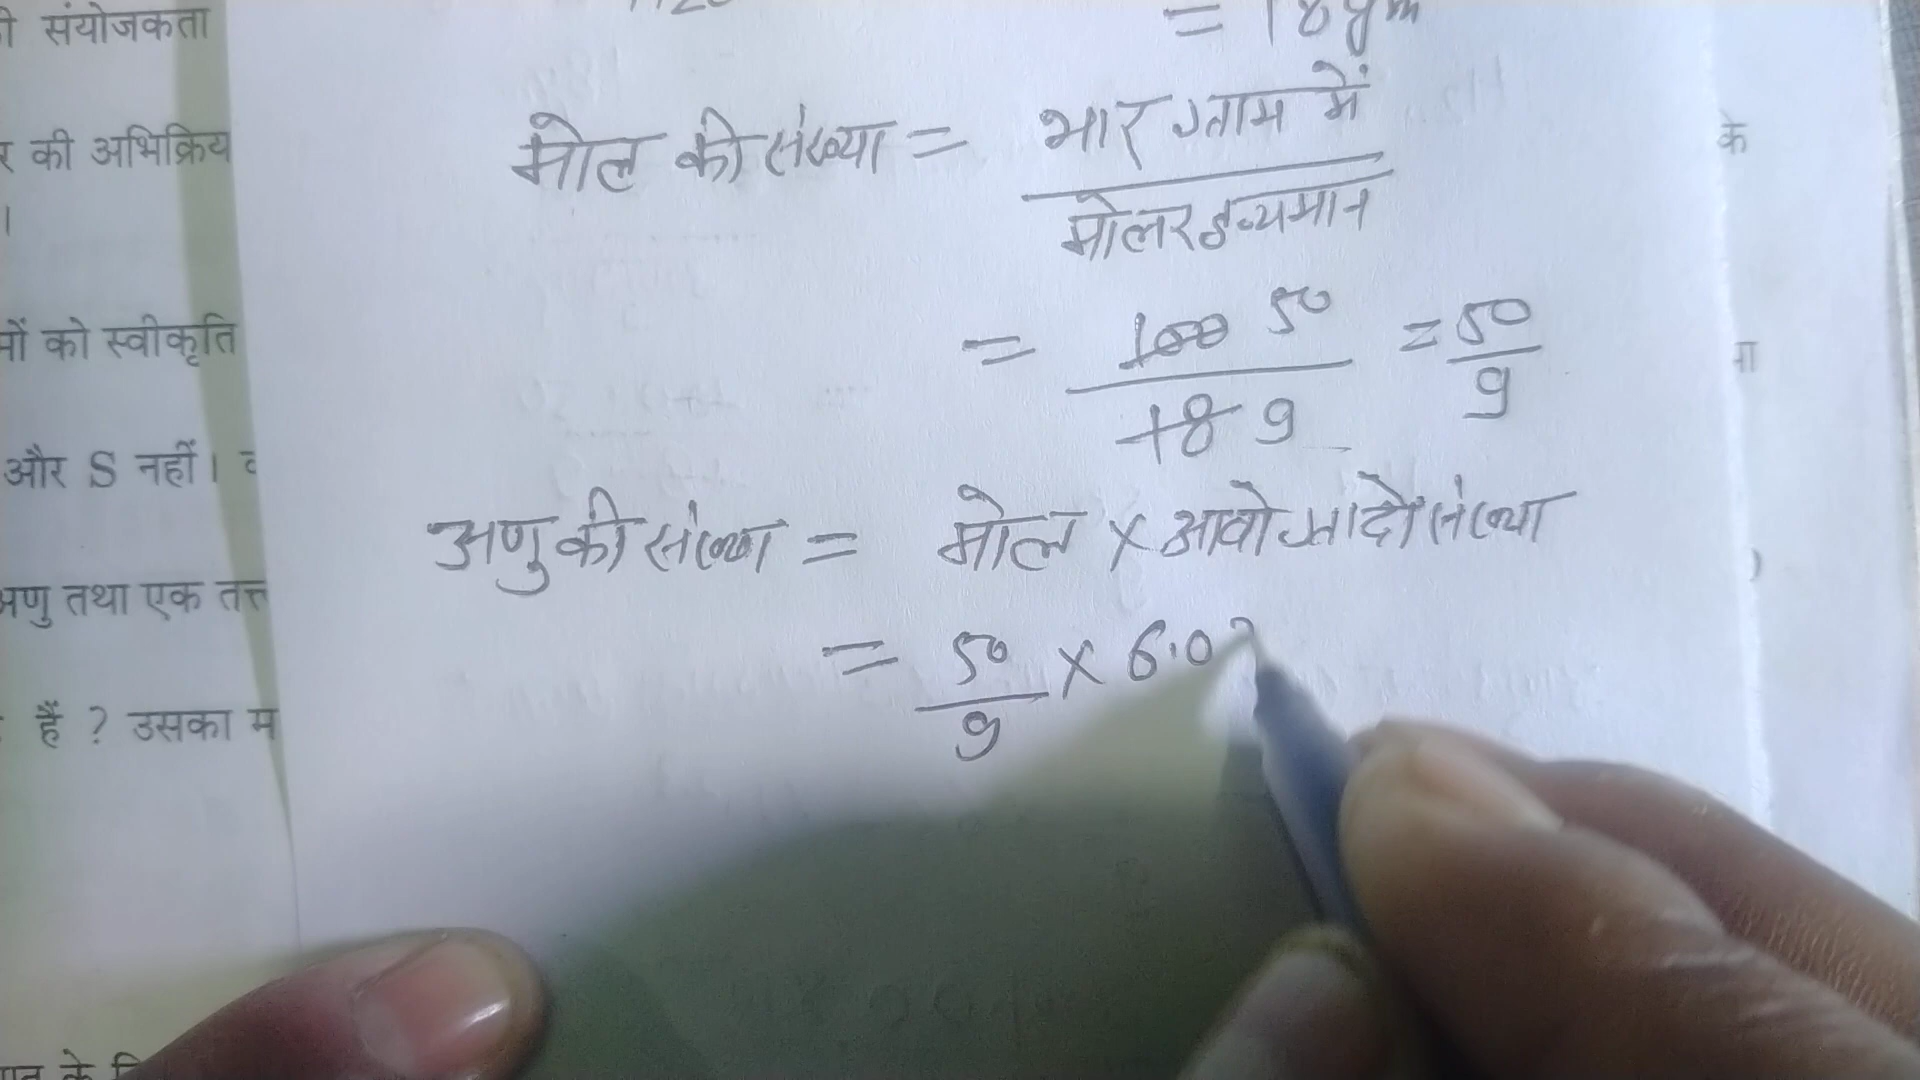 संयोजकता
= 18 gm
मोल की संख्या = भार ग्राम में
मोलर द्रव्यमान
के
की अभिक्रिय
।
= 100 50 = 50
18 9 9
को स्वीकृति
और S नहीं।
अणु की संख्या = मोल × आवोगाद्रो संख्या
तथा एक तत्त
= 50 × 6.02
9
हैं ? उसका म
के